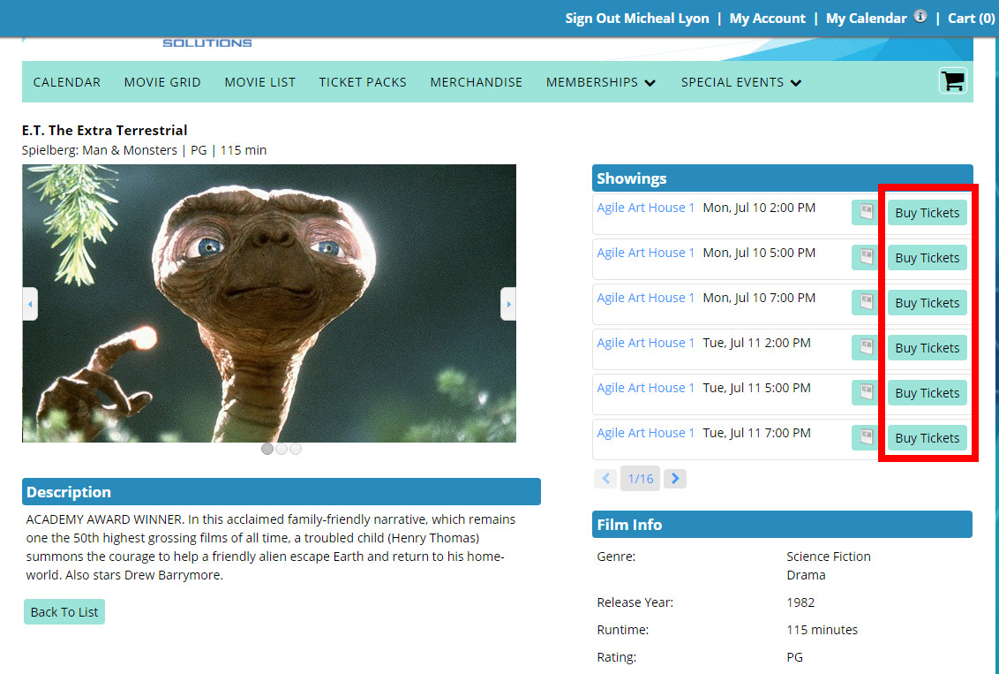 Sign Out Micheal Lyon | My Account | My Calendar | Cart (0)
SOLUTIONS
CALENDAR MOVIE GRID MOVIE LIST TICKET PACKS MERCHANDISE MEMBERSHIPS SPECIAL EVENTS
E.T. The Extra Terrestrial
Spielberg: Man & Monsters | PG | 115 min
Showings
Agile Art House 1 Mon, Jul 10 2:00 PM Buy Tickets
Agile Art House 1 Mon, Jul 10 5:00 PM Buy Tickets
Agile Art House 1 Mon, Jul 10 7:00 PM Buy Tickets
Agile Art House 1 Tue, Jul 11 2:00 PM Buy Tickets
Agile Art House 1 Tue, Jul 11 5:00 PM Buy Tickets
Agile Art House 1 Tue, Jul 11 7:00 PM Buy Tickets
1/16
Description
ACADEMY AWARD WINNER. In this acclaimed family-friendly narrative, which remains
one the 50th highest grossing films of all time, a troubled child (Henry Thomas)
summons the courage to help a friendly alien escape Earth and return to his home-
world. Also stars Drew Barrymore.
Back To List
Film Info
Genre: Science Fiction
Drama
Release Year: 1982
Runtime: 115 minutes
Rating: PG